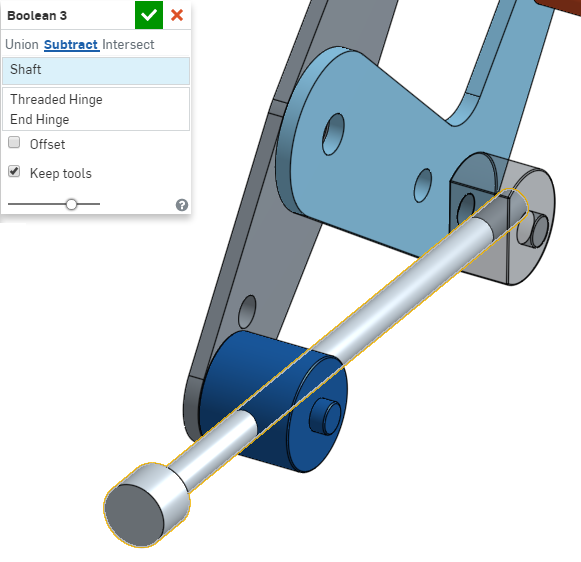 Boolean 3
Union Subtract Intersect
Shaft
Threaded Hinge
End Hinge
Offset
Keep tools
?